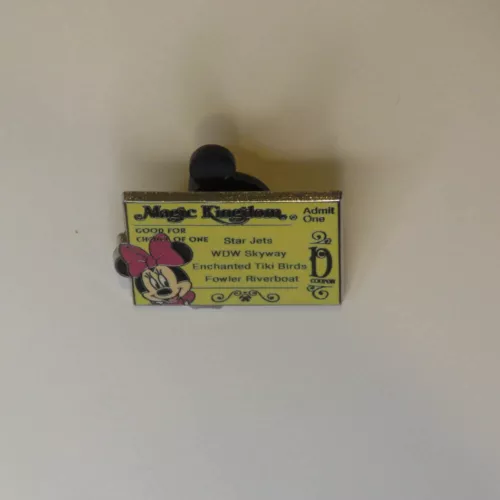 Magic Kingdom®
Admit
One
GOOD FOR
CHOICE OF ONE
Star Jets
WDW Skyway
Enchanted Tiki Birds
Fowler Riverboat
D